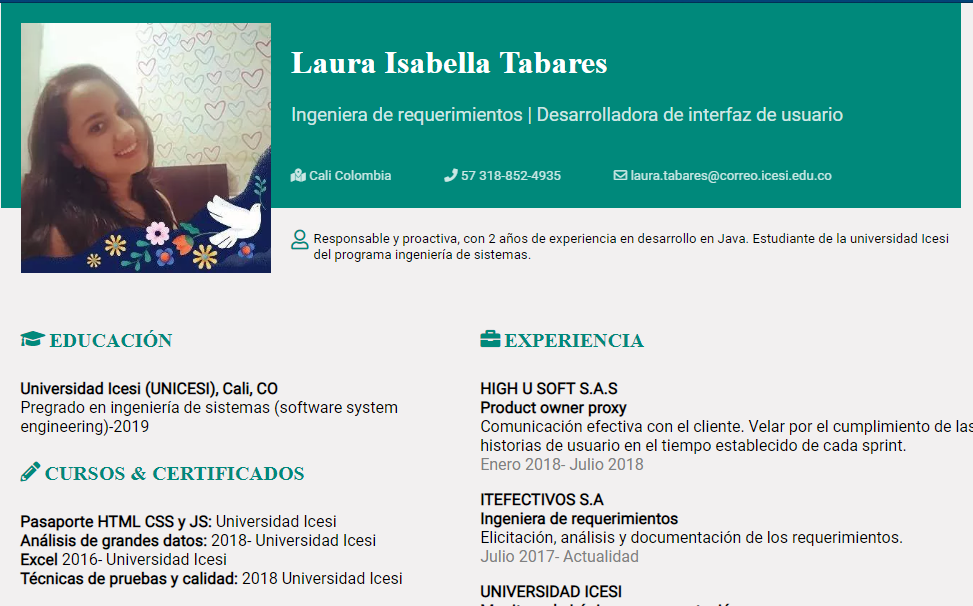 Laura Isabella Tabares
Ingeniera de requerimientos | Desarrolladora de interfaz de usuario
Cali Colombia
57 318-852-4935
laura.tabares@correo.icesi.edu.co
Responsable y proactiva, con 2 años de experiencia en desarrollo en Java. Estudiante de la universidad Icesi
del programa ingeniería de sistemas.
EDUCACIÓN
Universidad Icesi (UNICESI), Cali, CO
Pregrado en ingeniería de sistemas (software system
engineering)-2019
CURSOS & CERTIFICADOS
Pasaporte HTML CSS y JS: Universidad Icesi
Análisis de grandes datos: 2018- Universidad Icesi
Excel 2016- Universidad Icesi
Técnicas de pruebas y calidad: 2018 Universidad Icesi
EXPERIENCIA
HIGH U SOFT S.A.S
Product owner proxy
Comunicación efectiva con el cliente. Velar por el cumplimiento de las
historias de usuario en el tiempo establecido de cada sprint.
Enero 2018- Julio 2018
ITEFECTIVOS S.A
Ingeniera de requerimientos
Elicitación, análisis y documentación de los requerimientos.
Julio 2017- Actualidad
UNIVERSIDAD ICESI